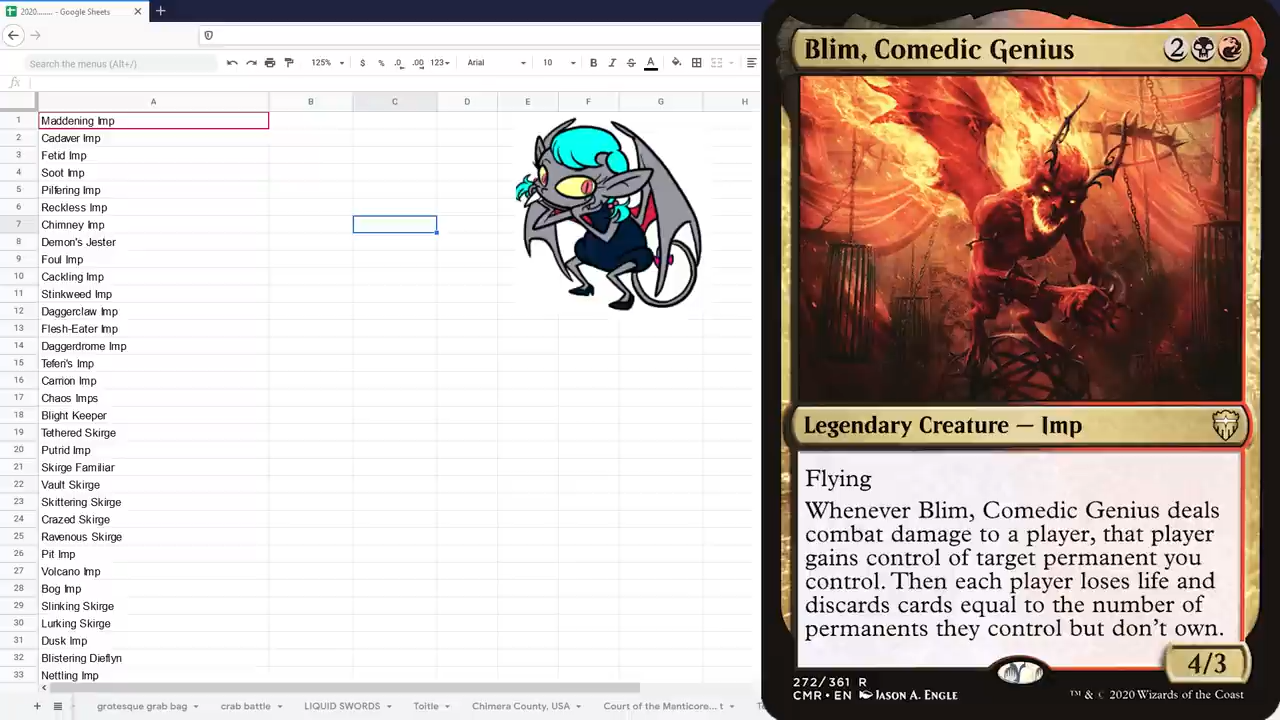 2020........ - Google Sheets
Search the menus (Alt+/)
125%
$
%
.0
.00
123
Arial
10
B
I
S
A
fx
A
B
C
D
E
F
G
H
1 Maddening Imp
2 Cadaver Imp
3 Fetid Imp
4 Soot Imp
5 Pilfering Imp
6 Reckless Imp
7 Chimney Imp
8 Demon's Jester
9 Foul Imp
10 Cackling Imp
11 Stinkweed Imp
12 Daggerclaw Imp
13 Flesh-Eater Imp
14 Daggerdrome Imp
15 Teferi's Imp
16 Carrion Imp
17 Chaos Imps
18 Blight Keeper
19 Tethered Skirge
20 Putrid Imp
21 Skirge Familiar
22 Vault Skirge
23 Skittering Skirge
24 Crazed Skirge
25 Ravenous Skirge
26 Pit Imp
27 Volcano Imp
28 Bog Imp
29 Slinking Skirge
30 Lurking Skirge
31 Dusk Imp
32 Blistering Dieflyn
33 Nettling Imp
grotesque grab bag
crab battle
LIQUID SWORDS
Toitle
Chimera County, USA
Court of the Manticore... t
Blim, Comedic Genius 2
Legendary Creature — Imp
Flying
Whenever Blim, Comedic Genius deals
combat damage to a player, that player
gains control of target permanent you
control. Then each player loses life and
discards cards equal to the number of
permanents they control but don't own.
4/3
272/361 R
CMR • EN JASON A. ENGLE
™ & © 2020 Wizards of the Coast